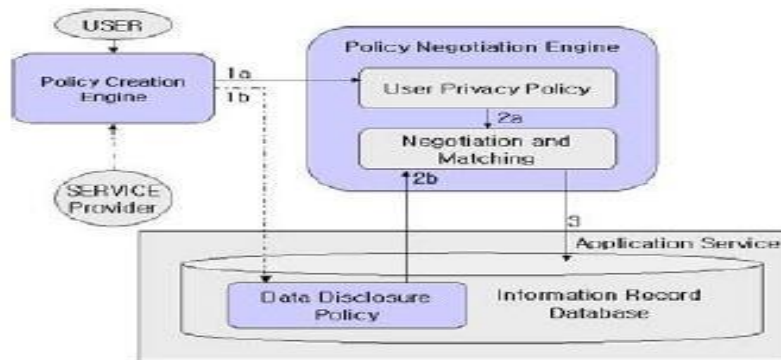 USER
Policy Creation
Engine
1a
1b
Policy Negotiation Engine
User Privacy Policy
2a
Negotiation and
Matching
2b
SERVICE
Provider
3
Application Service
Data Disclosure
Policy
Information Record
Database